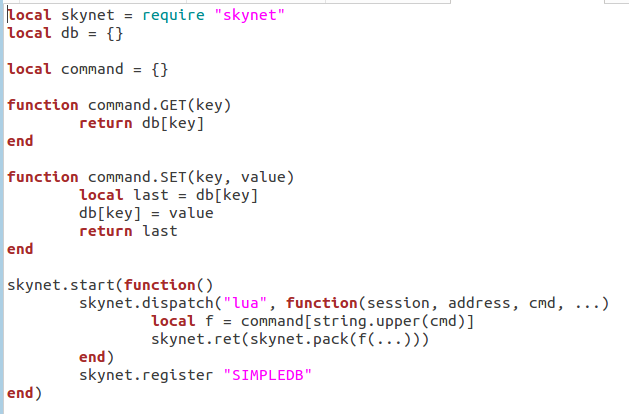 local skynet = require "skynet"
local db = {}
local command = {}
function command.GET(key)
        return db[key]
end
function command.SET(key, value)
        local last = db[key]
        db[key] = value
        return last
end
skynet.start(function()
        skynet.dispatch("lua", function(session, address, cmd, ...)
                local f = command[string.upper(cmd)]
                skynet.ret(skynet.pack(f(...)))
        end)
        skynet.register "SIMPLEDB"
end)